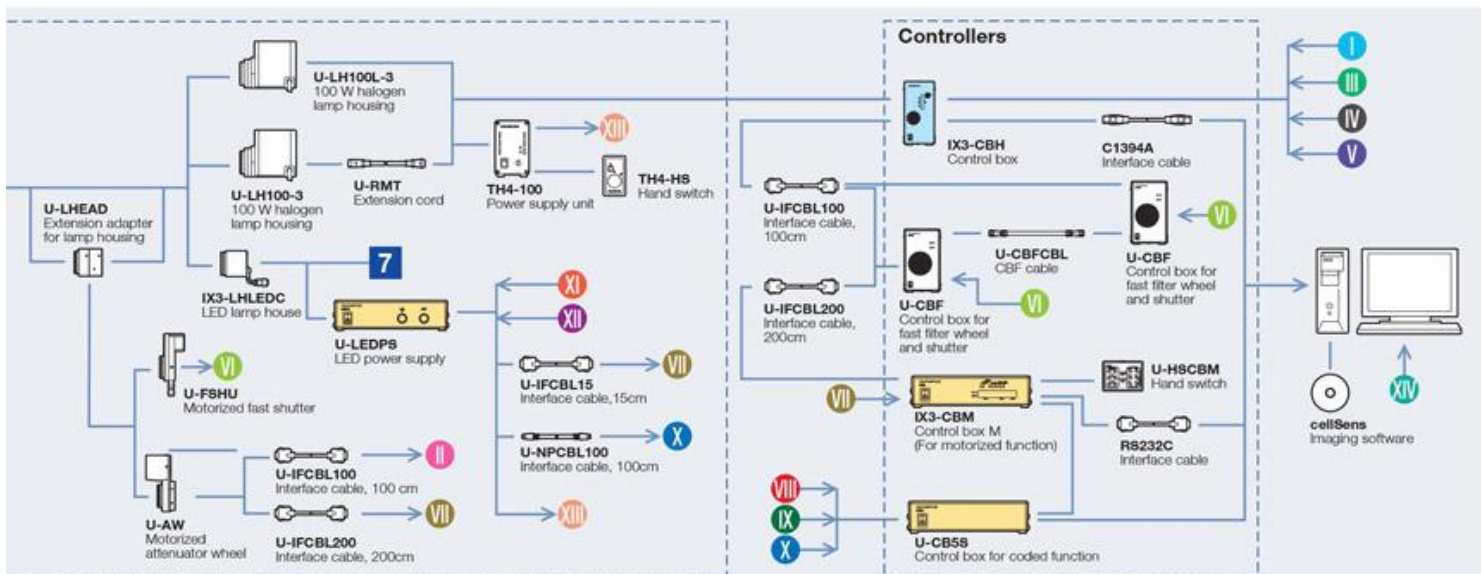 U-LH100L-3
100 W halogen
lamp housing
XIII
U-LH100-3
100 W halogen
lamp housing
U-RMT
Extension cord
TH4-100
Power supply unit
TH4-HS
Hand switch
U-LHEAD
Extension adapter
for lamp housing
7
IX3-LHLEDC
LED lamp house
XI
XII
U-LEDPS
LED power supply
VI
U-FSHU
Motorized fast shutter
VII
U-IFCBL15
Interface cable,15cm
X
U-NPCBL100
Interface cable, 100cm
II
U-IFCBL100
Interface cable, 100 cm
VII
U-IFCBL200
Interface cable, 200cm
U-AW
Motorized
attenuator wheel
XIII
Controllers
I
III
IV
V
IX3-CBH
Control box
C1394A
Interface cable
U-IFCBL100
Interface cable,
100cm
VI
U-CBFCBL
CBF cable
U-CBF
Control box for
fast filter wheel
and shutter
U-IFCBL200
Interface cable,
200cm
U-CBF
Control box for
fast filter wheel
and shutter
VI
VII
IX3-CBM
Control box M
(For motorized function)
U-HSCBM
Hand switch
RS232C
Interface cable
VIII
IX
X
U-CB5S
Control box for coded function
cellSens
Imaging software
XIV